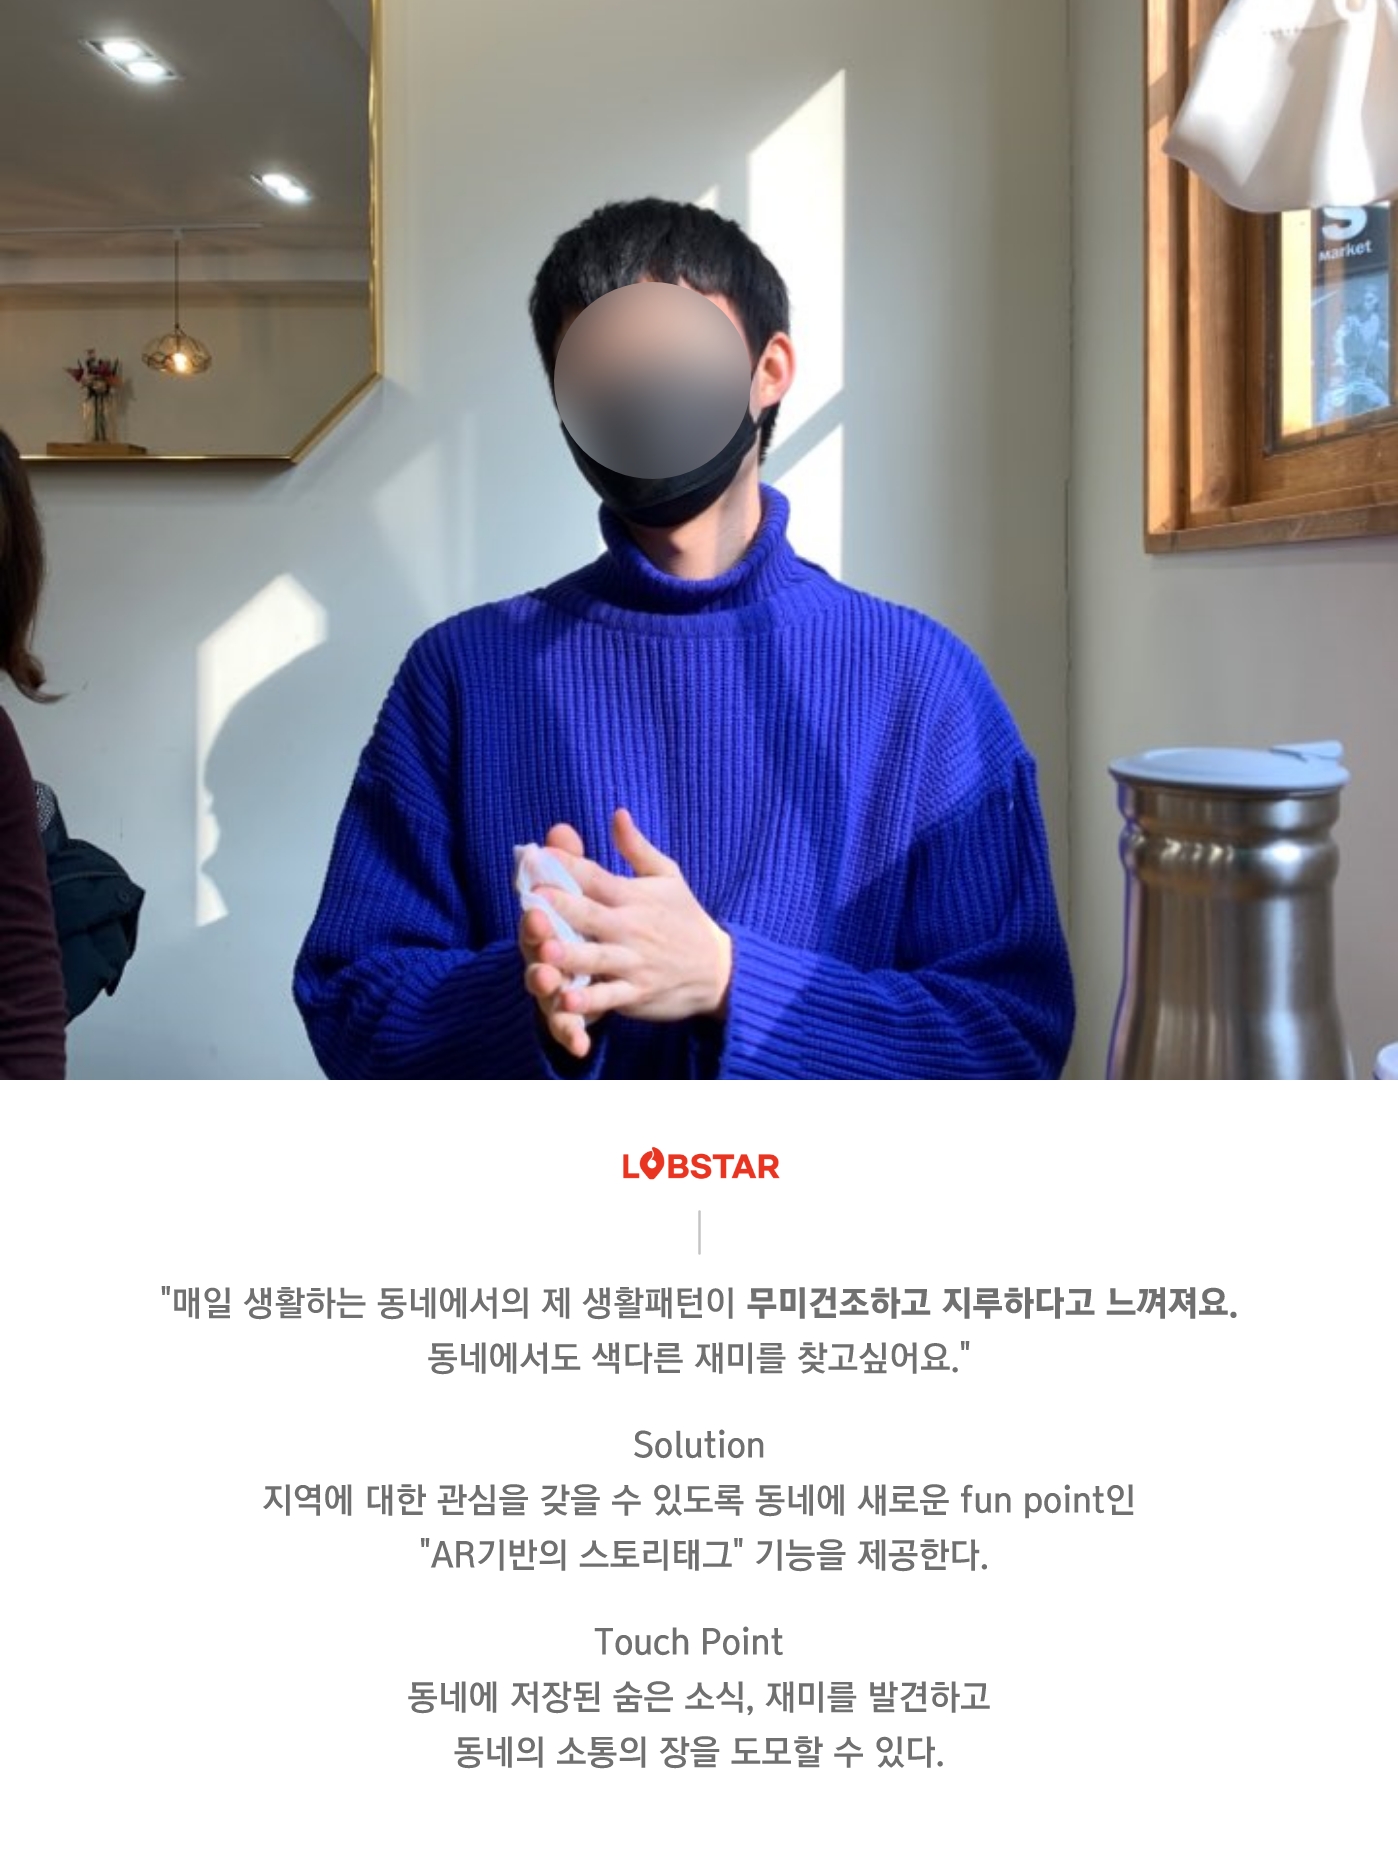 S
Market
LOBSTAR
"매일 생활하는 동네에서의 제 생활패턴이 무미건조하고 지루하다고 느껴져요.
동네에서도 색다른 재미를 찾고싶어요."
Solution
지역에 대한 관심을 갖을 수 있도록 동네에 새로운 fun point인
"AR기반의 스토리태그" 기능을 제공한다.
Touch Point
동네에 저장된 숨은 소식, 재미를 발견하고
동네의 소통의 장을 도모할 수 있다.